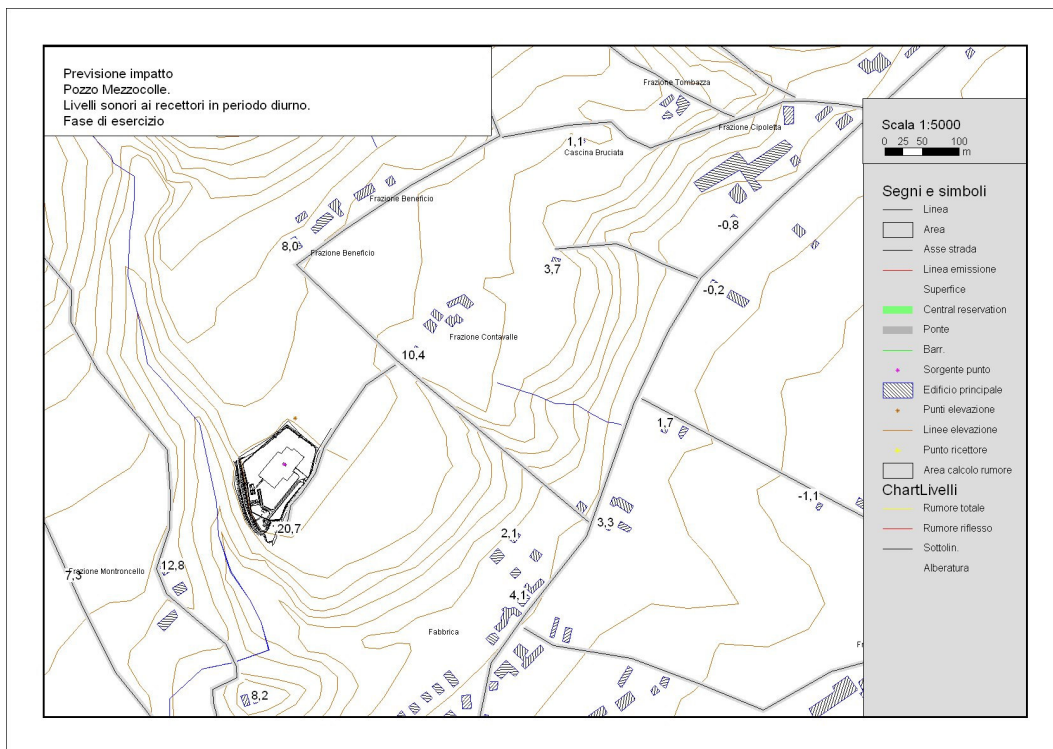 Previsione impatto
Pozzo Mezzocolle.
Livelli sonori ai recettori in periodo diurno.
Fase di esercizio
Frazione Tombazza
Frazione Cipoletta
1,1
Cascina Bruciata
Frazione Beneficio
-0,8
8,0
Frazione Beneficio
3,7
-0,2
Frazione Contavalle
10,4
1,7
-1,1
20,7
3,3
2,1
12,8
7,3
Frazione Montroncello
4,1
Fabbrica
Fr
8,2
Scala 1:5000
0 25 50 100
m
Segni e simboli
Linea
Area
Asse strada
Linea emissione
Superfice
Central reservation
Ponte
Barr.
Sorgente punto
Edificio principale
Punti elevazione
Linee elevazione
Punto ricettore
Area calcolo rumore
ChartLivelli
Rumore totale
Rumore riflesso
Sottolin.
Alberatura